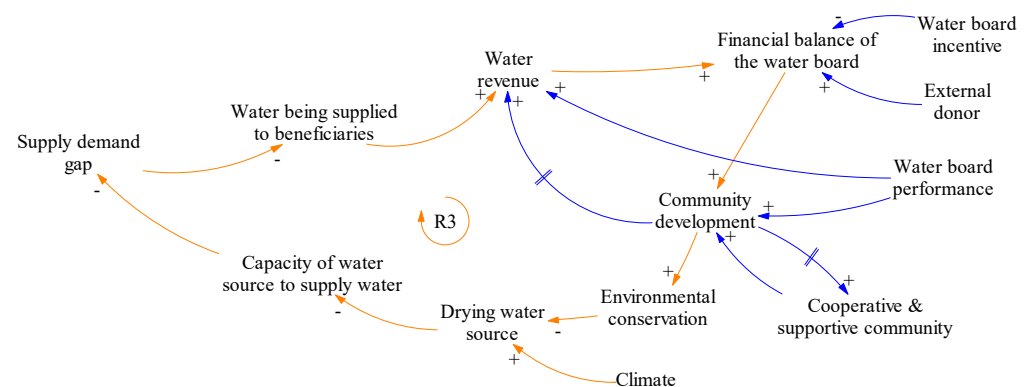 Water board
incentive
Financial balance of
the water board
-
+
+
External
donor
Water
revenue
+
+
+
Water being supplied
to beneficiaries
-
Supply demand
gap
-
Water board
performance
+
+
Community
development
+
R3
+
+
Capacity of water
source to supply water
-
Environmental
conservation
Cooperative &
supportive community
Drying water
source
-
+
Climate